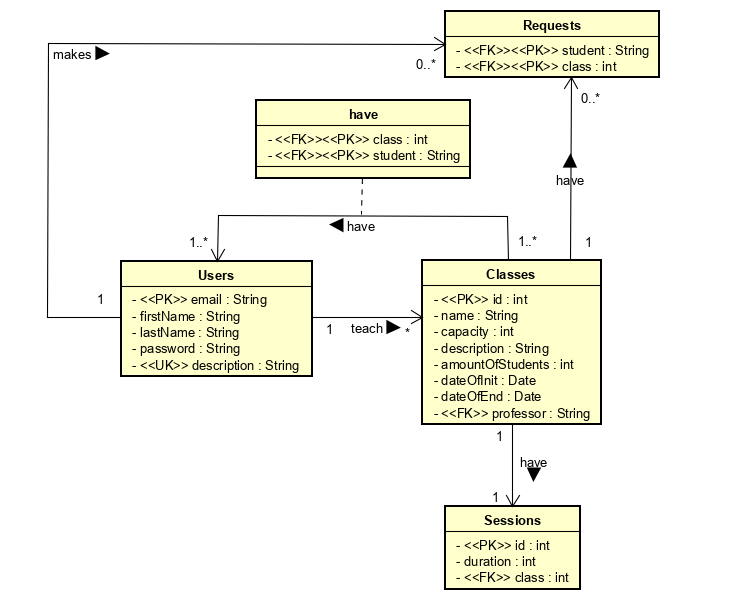 Requests
- <<FK>><<PK>> student : String
- <<FK>><<PK>> class : int
makes
0..*
0..*
have
- <<FK>><<PK>> class : int
- <<FK>><<PK>> student : String
have
have
1..*
1..*
1
Users
- <<PK>> email : String
- firstName : String
- lastName : String
- password : String
- <<UK>> description : String
1
1
teach
*
Classes
- <<PK>> id : int
- name : String
- capacity : int
- description : String
- amountOfStudents : int
- dateOfInit : Date
- dateOfEnd : Date
- <<FK>> professor : String
1
have
1
Sessions
- <<PK>> id : int
- duration : int
- <<FK>> class : int